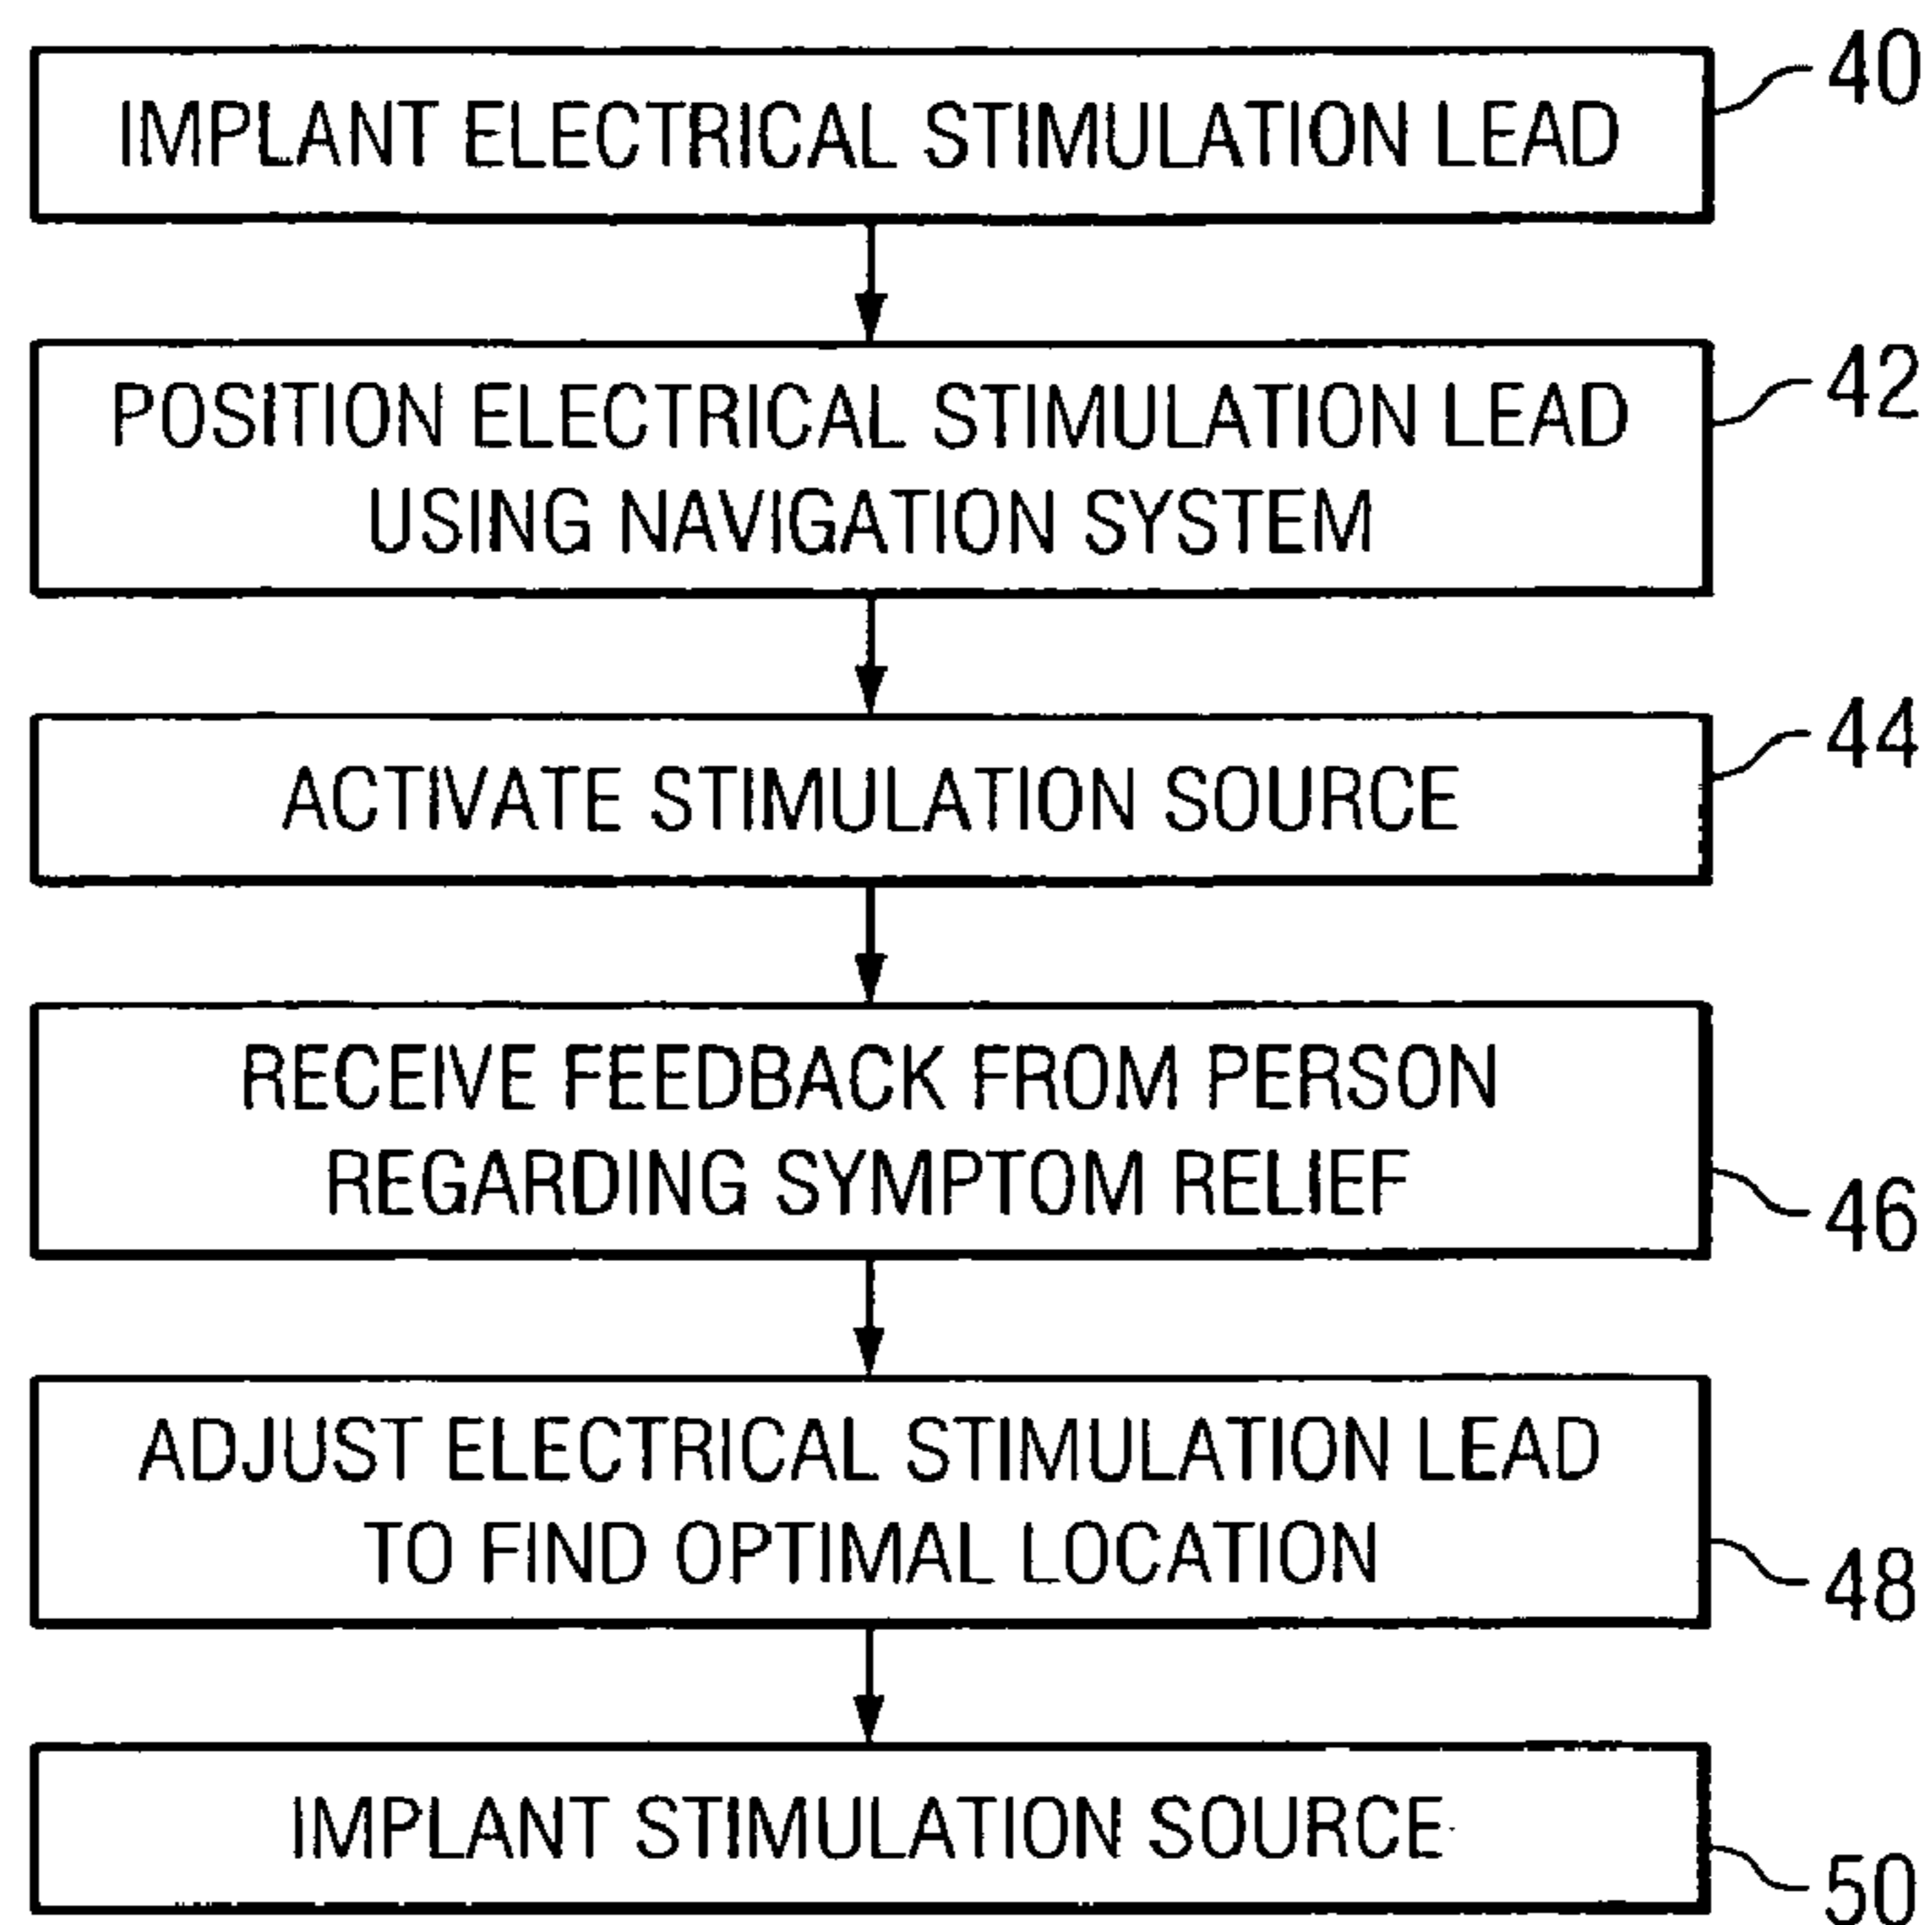 IMPLANT ELECTRICAL STIMULATION LEAD
40
POSITION ELECTRICAL STIMULATION LEAD
USING NAVIGATION SYSTEM
42
ACTIVATE STIMULATION SOURCE
44
RECEIVE FEEDBACK FROM PERSON
REGARDING SYMPTOM RELIEF
46
ADJUST ELECTRICAL STIMULATION LEAD
TO FIND OPTIMAL LOCATION
48
IMPLANT STIMULATION SOURCE
50